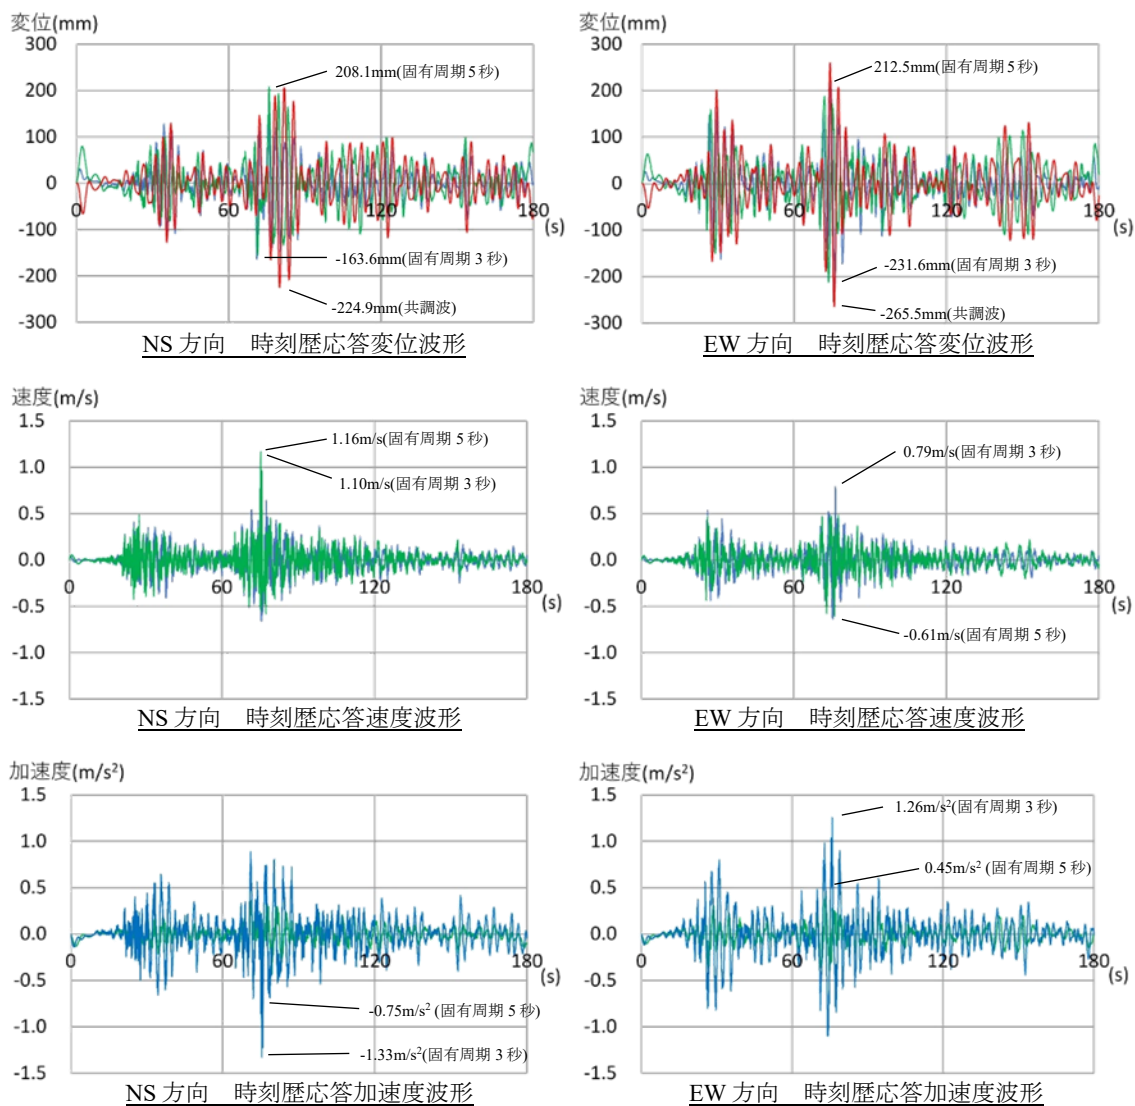 変位(mm)
300
200
100
0
-100
-200
-300
0
60
120
180
(s)
208.1mm(固有周期5秒)
-163.6mm(固有周期3秒)
-224.9mm(共調波)
NS方向　時刻歴応答変位波形
変位(mm)
300
200
100
0
-100
-200
-300
0
60
120
180
(s)
212.5mm(固有周期5秒)
-231.6mm(固有周期3秒)
-265.5mm(共調波)
EW方向　時刻歴応答変位波形
速度(m/s)
1.5
1.0
0.5
0.0
-0.5
-1.0
-1.5
0
60
120
180
(s)
1.16m/s(固有周期5秒)
1.10m/s(固有周期3秒)
NS方向　時刻歴応答速度波形
速度(m/s)
1.5
1.0
0.5
0.0
-0.5
-1.0
-1.5
0
60
120
180
(s)
0.79m/s(固有周期3秒)
-0.61m/s(固有周期5秒)
EW方向　時刻歴応答速度波形
加速度(m/s²)
1.5
1.0
0.5
0.0
-0.5
-1.0
-1.5
0
60
120
180
(s)
-0.75m/s² (固有周期5秒)
-1.33m/s²(固有周期3秒)
NS方向　時刻歴応答加速度波形
加速度(m/s²)
1.5
1.0
0.5
0.0
-0.5
-1.0
-1.5
0
60
120
180
(s)
1.26m/s²(固有周期3秒)
0.45m/s² (固有周期5秒)
EW方向　時刻歴応答加速度波形